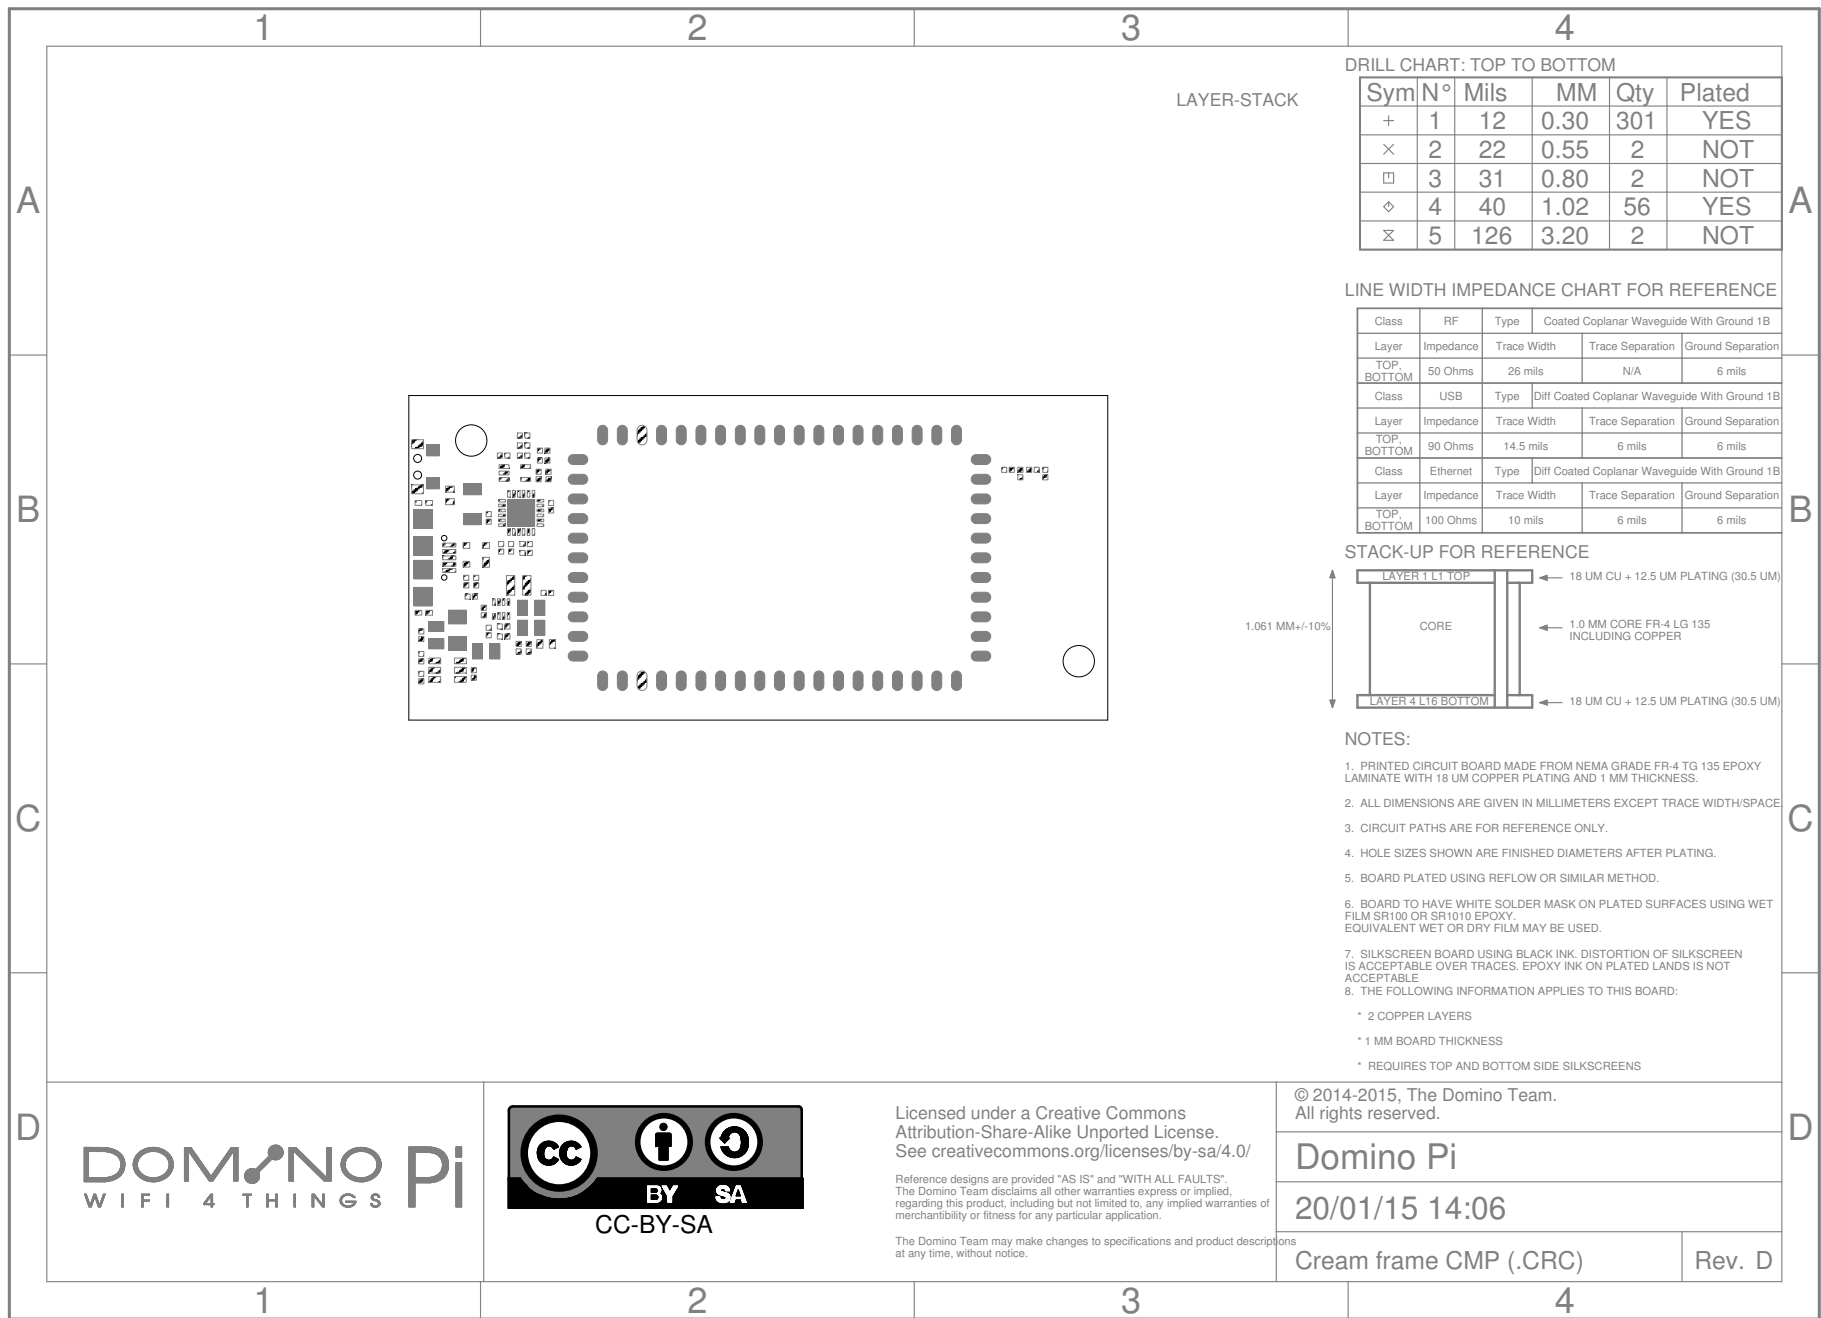 1 2 3 4
A A
B B
C C
D D
LAYER-STACK
DRILL CHART: TOP TO BOTTOM
Sym N° Mils MM Qty Plated
1 12 0.30 301 YES
2 22 0.55 2 NOT
3 31 0.80 2 NOT
4 40 1.02 56 YES
5 126 3.20 2 NOT
LINE WIDTH IMPEDANCE CHART FOR REFERENCE
Class RF Type Coated Coplanar Waveguide With Ground 1B
Layer Impedance Trace Width Trace Separation Ground Separation
TOP, BOTTOM 50 Ohms 26 mils N/A 6 mils
Class USB Type Diff Coated Coplanar Waveguide With Ground 1B
Layer Impedance Trace Width Trace Separation Ground Separation
TOP, BOTTOM 90 Ohms 14.5 mils 6 mils 6 mils
Class Ethernet Type Diff Coated Coplanar Waveguide With Ground 1B
Layer Impedance Trace Width Trace Separation Ground Separation
TOP, BOTTOM 100 Ohms 10 mils 6 mils 6 mils
STACK-UP FOR REFERENCE
LAYER 1 L1 TOP
18 UM CU + 12.5 UM PLATING (30.5 UM)
1.061 MM+/-10%
CORE
1.0 MM CORE FR-4 LG 135
INCLUDING COPPER
LAYER 4 L16 BOTTOM
18 UM CU + 12.5 UM PLATING (30.5 UM)
NOTES:
1. PRINTED CIRCUIT BOARD MADE FROM NEMA GRADE FR-4 TG 135 EPOXY
LAMINATE WITH 18 UM COPPER PLATING AND 1 MM THICKNESS.
2. ALL DIMENSIONS ARE GIVEN IN MILLIMETERS EXCEPT TRACE WIDTH/SPACE
3. CIRCUIT PATHS ARE FOR REFERENCE ONLY.
4. HOLE SIZES SHOWN ARE FINISHED DIAMETERS AFTER PLATING.
5. BOARD PLATED USING REFLOW OR SIMILAR METHOD.
6. BOARD TO HAVE WHITE SOLDER MASK ON PLATED SURFACES USING WET
FILM SR100 OR SR1010 EPOXY.
EQUIVALENT WET OR DRY FILM MAY BE USED.
7. SILKSCREEN BOARD USING BLACK INK. DISTORTION OF SILKSCREEN
IS ACCEPTABLE OVER TRACES. EPOXY INK ON PLATED LANDS IS NOT
ACCEPTABLE
8. THE FOLLOWING INFORMATION APPLIES TO THIS BOARD:
* 2 COPPER LAYERS
* 1 MM BOARD THICKNESS
* REQUIRES TOP AND BOTTOM SIDE SILKSCREENS
DOMINO Pi
WIFI 4 THINGS
cc
BY SA
CC-BY-SA
Licensed under a Creative Commons
Attribution-Share-Alike Unported License.
See creativecommons.org/licenses/by-sa/4.0/
Reference designs are provided "AS IS" and "WITH ALL FAULTS".
The Domino Team disclaims all other warranties express or implied,
regarding this product, including but not limited to, any implied warranties of
merchantibility or fitness for any particular application.
The Domino Team may make changes to specifications and product descriptions
at any time, without notice.
© 2014-2015, The Domino Team.
All rights reserved.
Domino Pi
20/01/15 14:06
Cream frame CMP (.CRC)
Rev. D
1 2 3 4